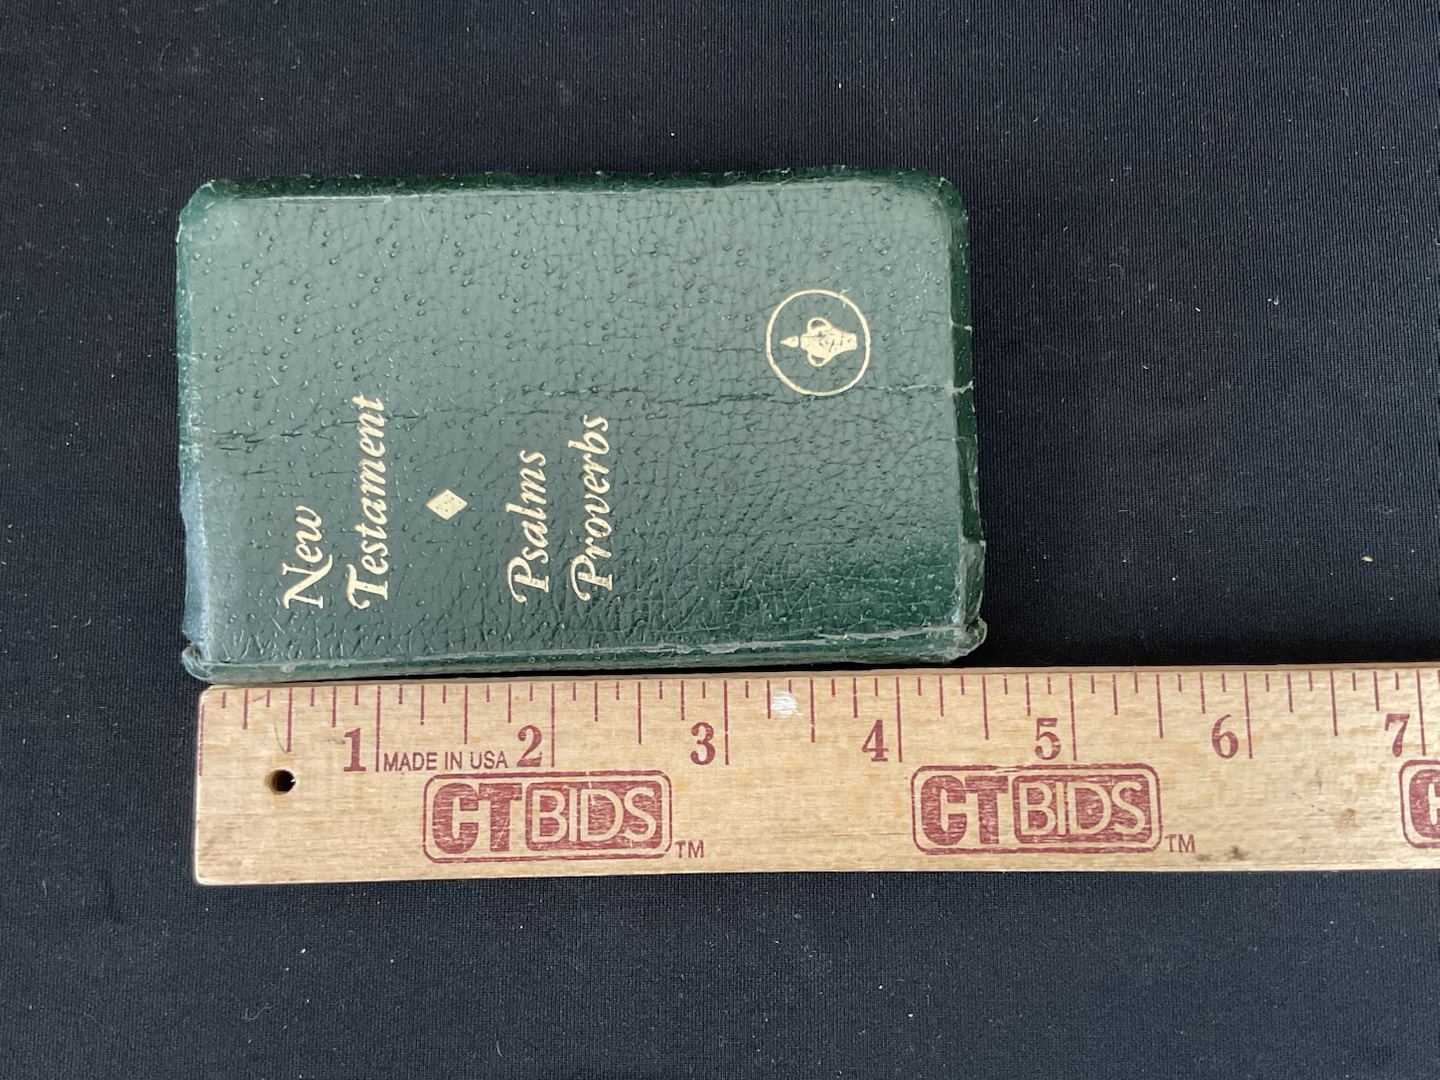 New
Testament
Psalms
Proverbs
1 2 3 4 5 6 7
MADE IN USA
CTBIDS TM
CTBIDS TM
C